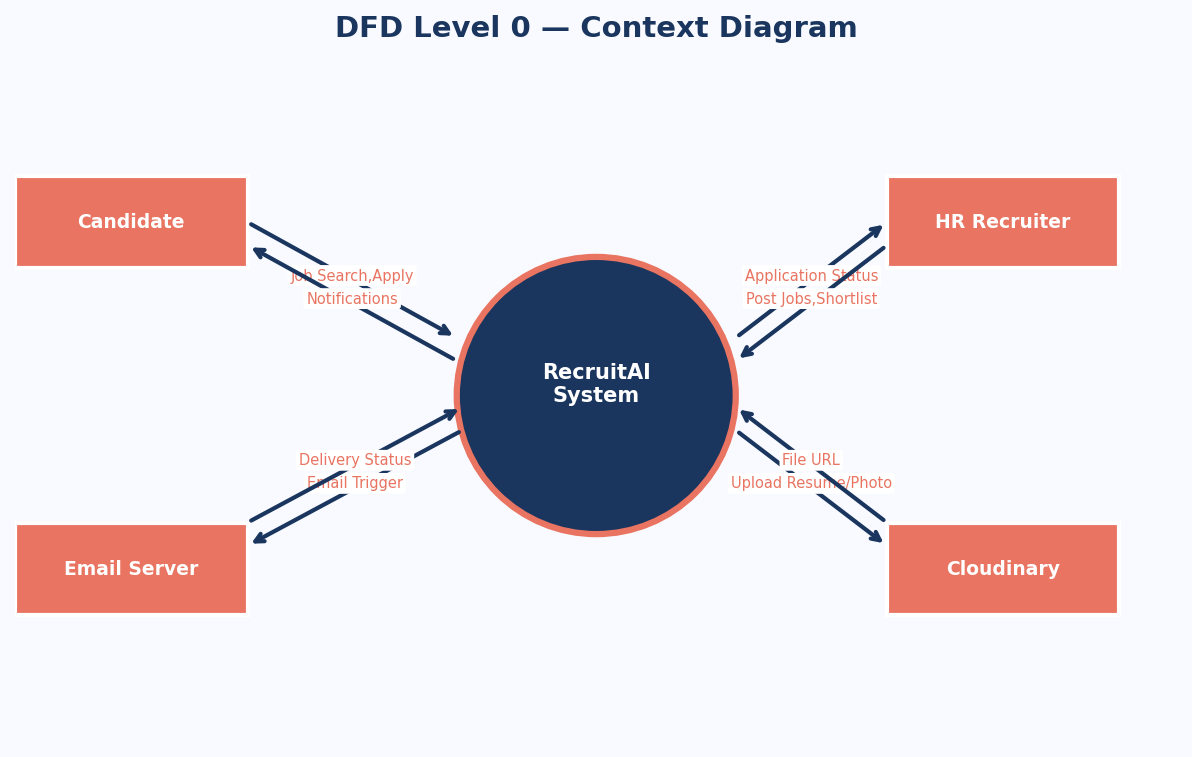 DFD Level 0 — Context Diagram
Candidate
HR Recruiter
Job Search,Apply
Notifications
Application Status
Post Jobs,Shortlist
RecruitAI
System
Delivery Status
Email Trigger
File URL
Upload Resume/Photo
Email Server
Cloudinary